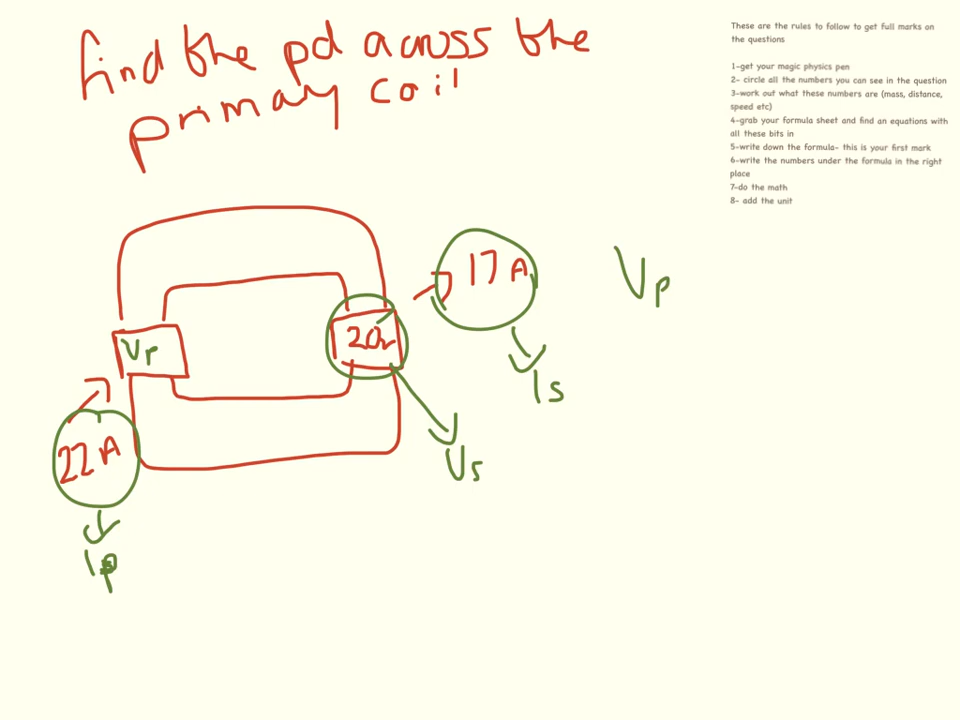 find the pd across the
primary coil
These are the rules to follow to get full marks on
the questions
1-get your magic physics pen
2- circle all the numbers you can see in the question
3-work out what these numbers are (mass, distance,
speed etc)
4-grab your formula sheet and find an equations with
all these bits in
5-write down the formula- this is your first mark
6-write the numbers under the formula in the right
place
7-do the math
8- add the unit
17A
Vp
Vp
20v
Is
22A
Vs
Ip